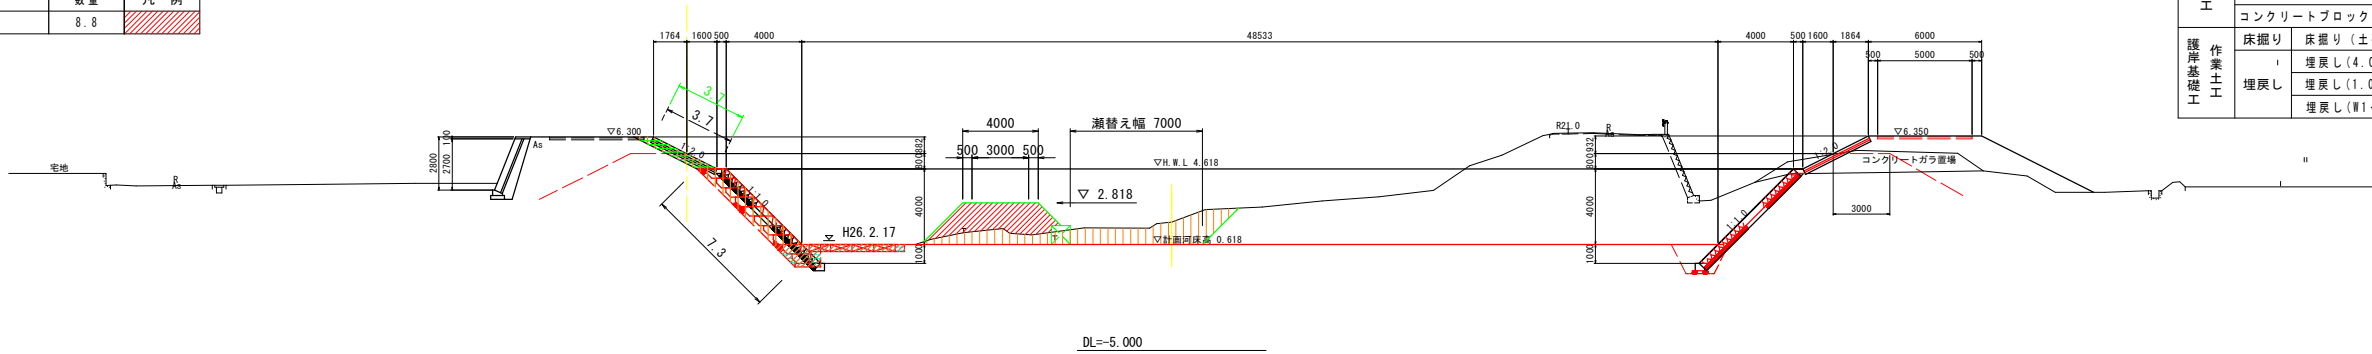 数量 凡 例
8.8
工
コンクリートブロック
護岸基礎工
作業土工
床掘り 床掘り (土
埋戻し
埋戻し(4.0
埋戻し(1.0
埋戻し(W1
1764 1600 500 4000 48533 4000 500 1600 1864 6000
500 5000 500
3.7
3.7
4000
瀬替え幅 7000
500 3000 500
▽6.300
1:2.0
1:1.0
7.3
882
800
4000
1000
100
2800
2700
As
宅地
R
As
H26.2.17
▽ 2.818
▽H.W.L 4.618
▽計画河床高 0.618
R21.0
R
As
932
800
4000
1000
▽6.350
1:2.0
1:1.0
コンクリートガラ置場
3000
DL=-5.000